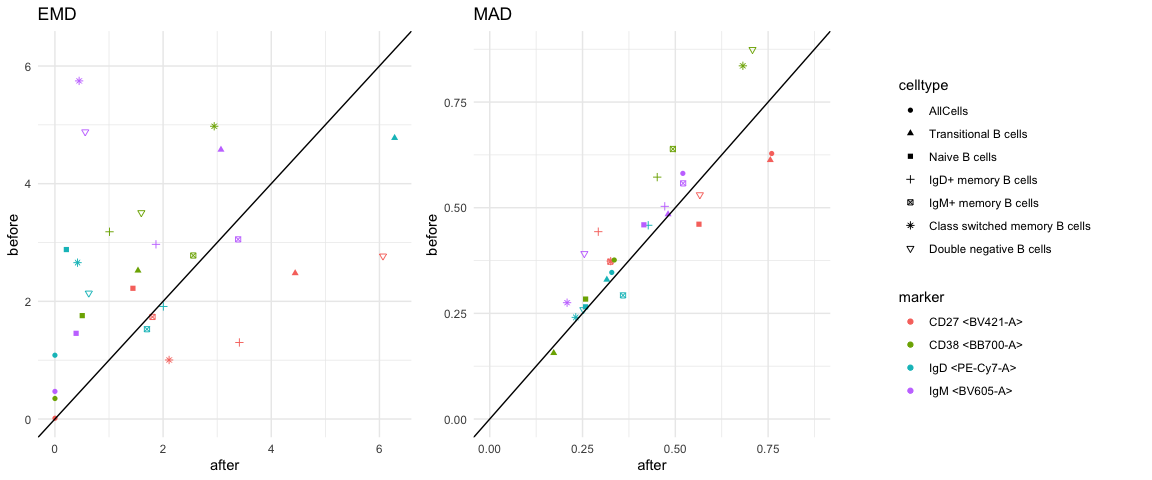 EMD
before
6
4
2
0
0
2
4
6
after
MAD
before
0.75
0.50
0.25
0.00
0.00
0.25
0.50
0.75
after
celltype
AllCells
Transitional B cells
Naive B cells
IgD+ memory B cells
IgM+ memory B cells
Class switched memory B cells
Double negative B cells
marker
CD27 <BV421-A>
CD38 <BB700-A>
IgD <PE-Cy7-A>
IgM <BV605-A>